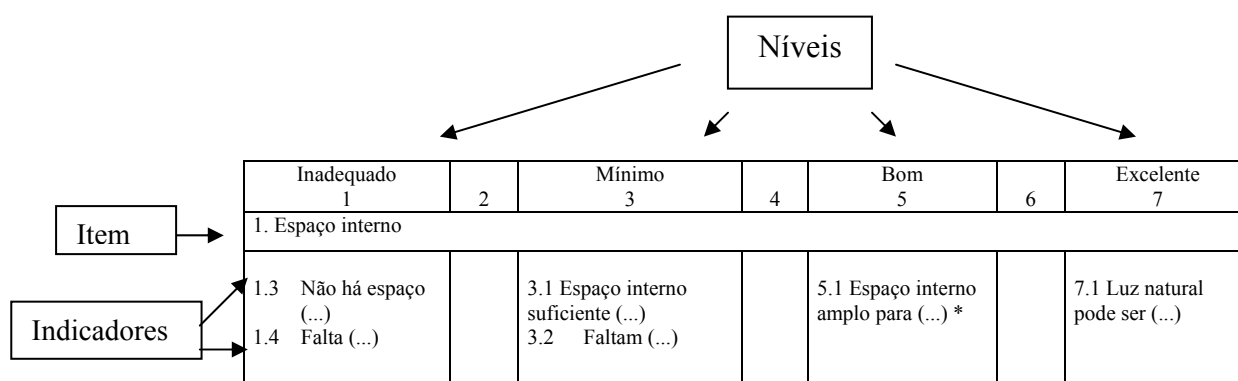 Níveis
Inadequado
1
2
Mínimo
3
4
Bom
5
6
Excelente
7
Item
1. Espaço interno
Indicadores
1.3 Não há espaço
(...)
1.4 Falta (...)
3.1 Espaço interno
suficiente (...)
3.2 Faltam (...)
5.1 Espaço interno
amplo para (...) *
7.1 Luz natural
pode ser (...)